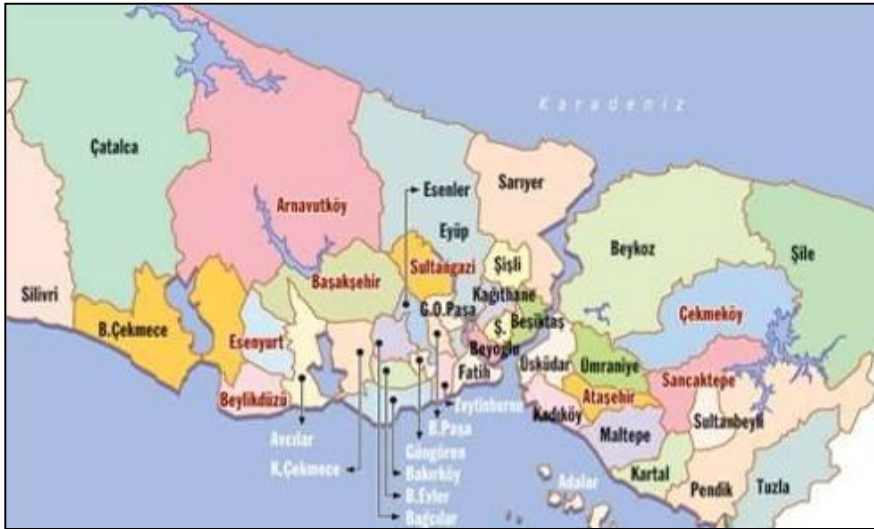 Karadeniz
Çatalca
Esenler
Sarıyer
Arnavutköy
Eyüp
Beykoz
Şile
Sultangazi
Şişli
Başakşehir
Silivri
Kağıthane
G.O.Paşa
Çekmeköy
B.Çekmece
Ş.
Beşiktaş
Esenyurt
Beyoğlu
Üsküdar
Ümraniye
Fatih
Sancaktepe
Beylikdüzü
Ataşehir
Zeytinburnu
Kadıköy
Sultanbeyli
B.Paşa
Maltepe
Avcılar
Güngören
K.Çekmece
Bakırköy
Kartal
Adalar
Pendik
Tuzla
B.Evler
Bağcılar